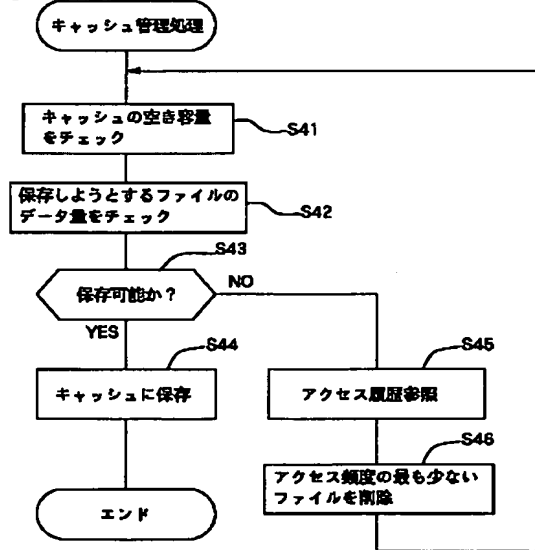 キャッシュ管理処理
キャッシュの空き容量
をチェック
S41
保存しようとするファイルの
データ量をチェック
S42
S43
保存可能か？
NO
YES
S44
キャッシュに保存
S45
アクセス履歴参照
S46
アクセス頻度の最も少ない
ファイルを削除
エンド